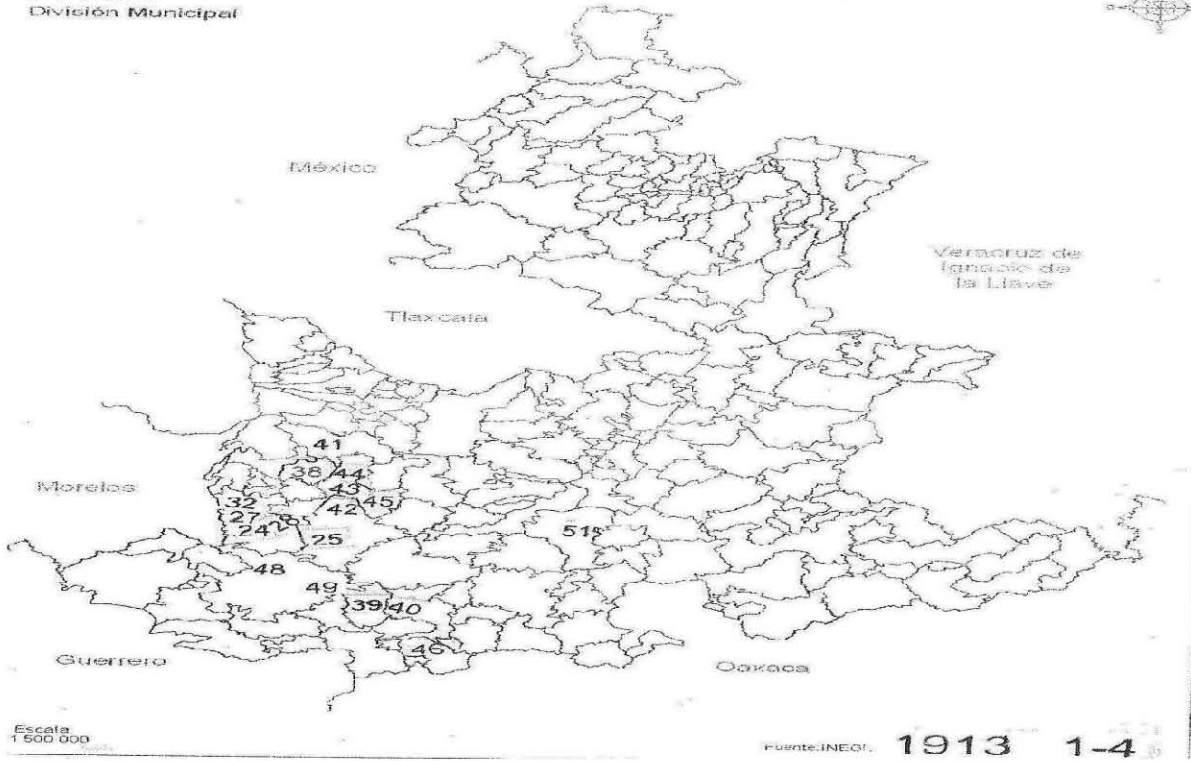 División Municipal
México
Veracruz de
Ignacio de
la Llave
Tlaxcala
41
38 44
43
Morelos
32
42 45
27
24
25
51
48
49
39 40
46
Guerrero
Oaxaca
Escala
1 500 000
Fuente.INEGI.
1913 1-4